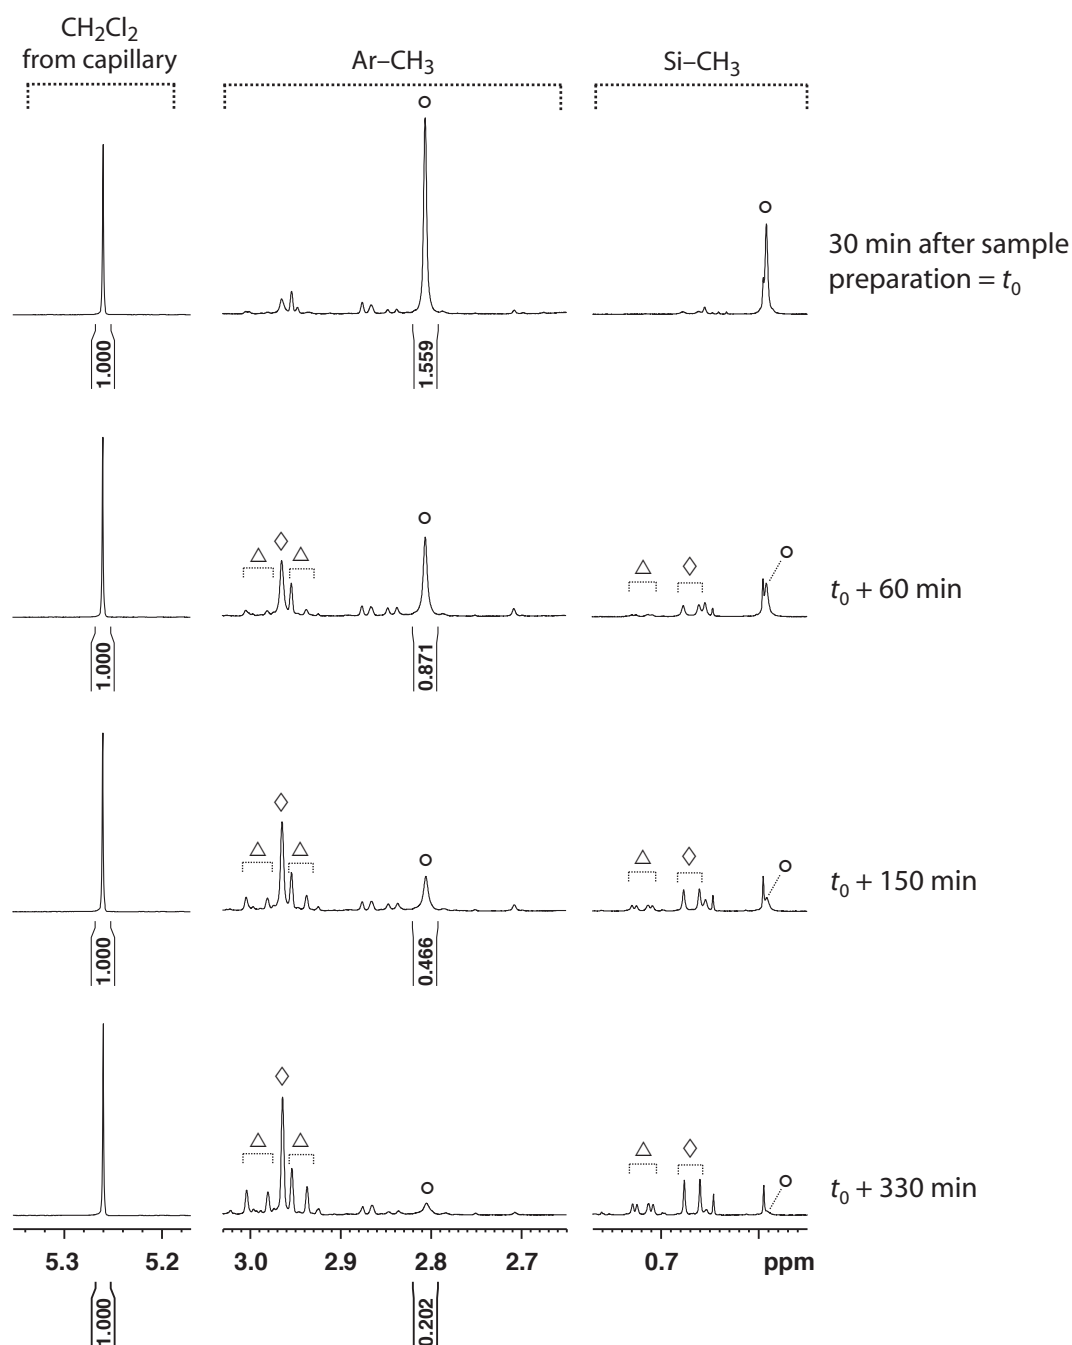 CH₂Cl₂
from capillary
Ar–CH₃
Si–CH₃
30 min after sample
preparation = t₀
1.000
1.559
t₀ + 60 min
1.000
0.871
t₀ + 150 min
1.000
0.466
t₀ + 330 min
5.3 5.2 3.0 2.9 2.8 2.7 0.7 ppm
1.000
0.202